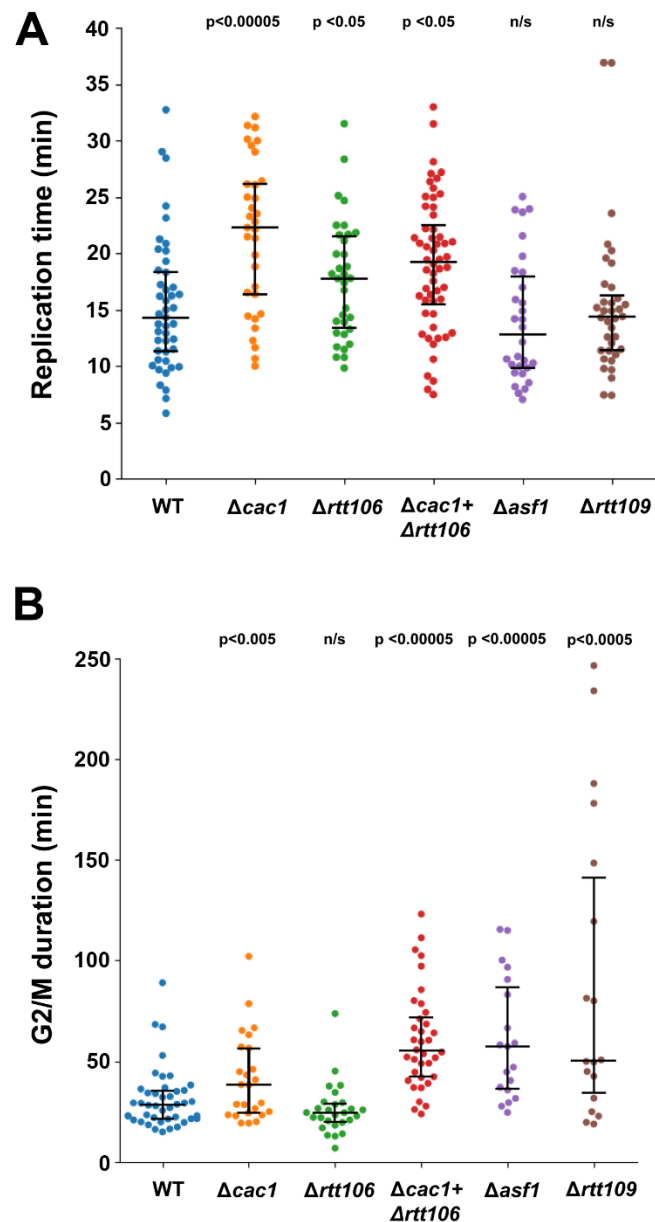 A
p<0.00005 p <0.05 p <0.05 n/s n/s
Replication time (min)
40
35
30
25
20
15
10
5
0
WT Δcac1 Δrtt106 Δcac1+ Δrtt106 Δasf1 Δrtt109
B
p<0.005 n/s p <0.00005 p <0.00005 p<0.0005
G2/M duration (min)
250
200
150
100
50
0
WT Δcac1 Δrtt106 Δcac1+ Δrtt106 Δasf1 Δrtt109